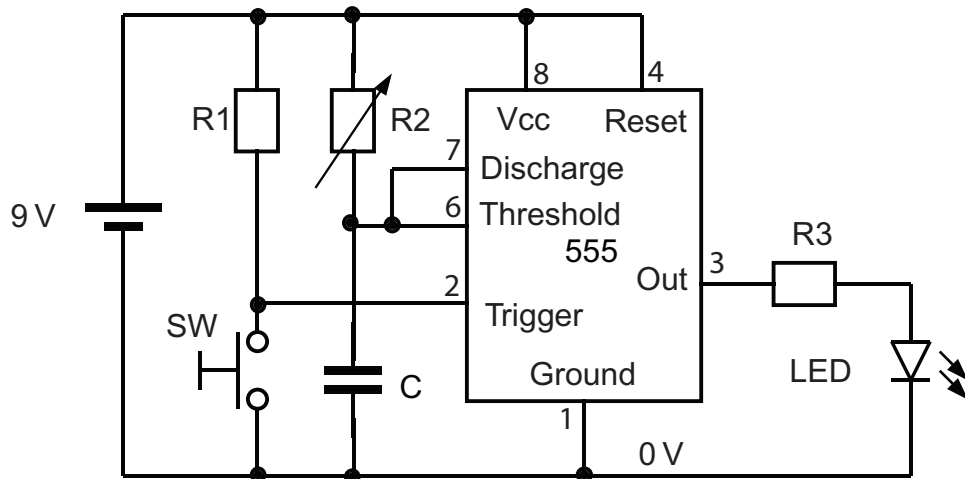 8
4
R1
R2
Vcc
Reset
7
Discharge
9 V
6
Threshold
555
R3
Out
3
2
Trigger
SW
Ground
LED
C
1
0 V